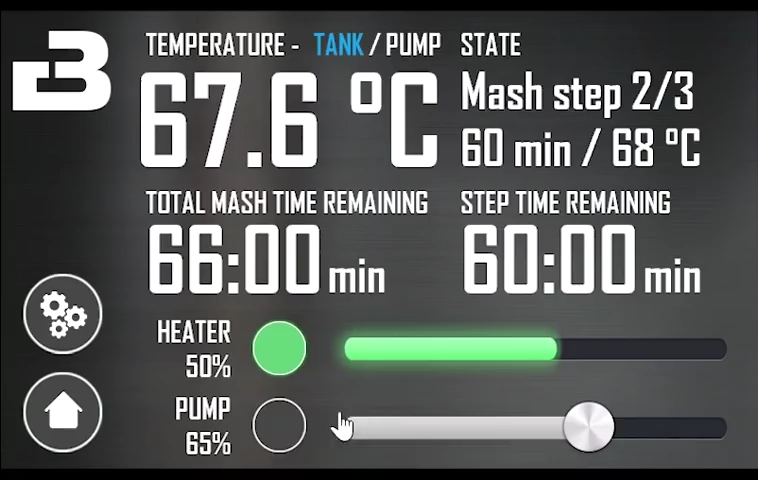 TEMPERATURE - TANK / PUMP
67.6 °C
STATE
Mash step 2/3
60 min / 68 °C
TOTAL MASH TIME REMAINING
66:00 min
STEP TIME REMAINING
60:00 min
HEATER
50%
PUMP
65%